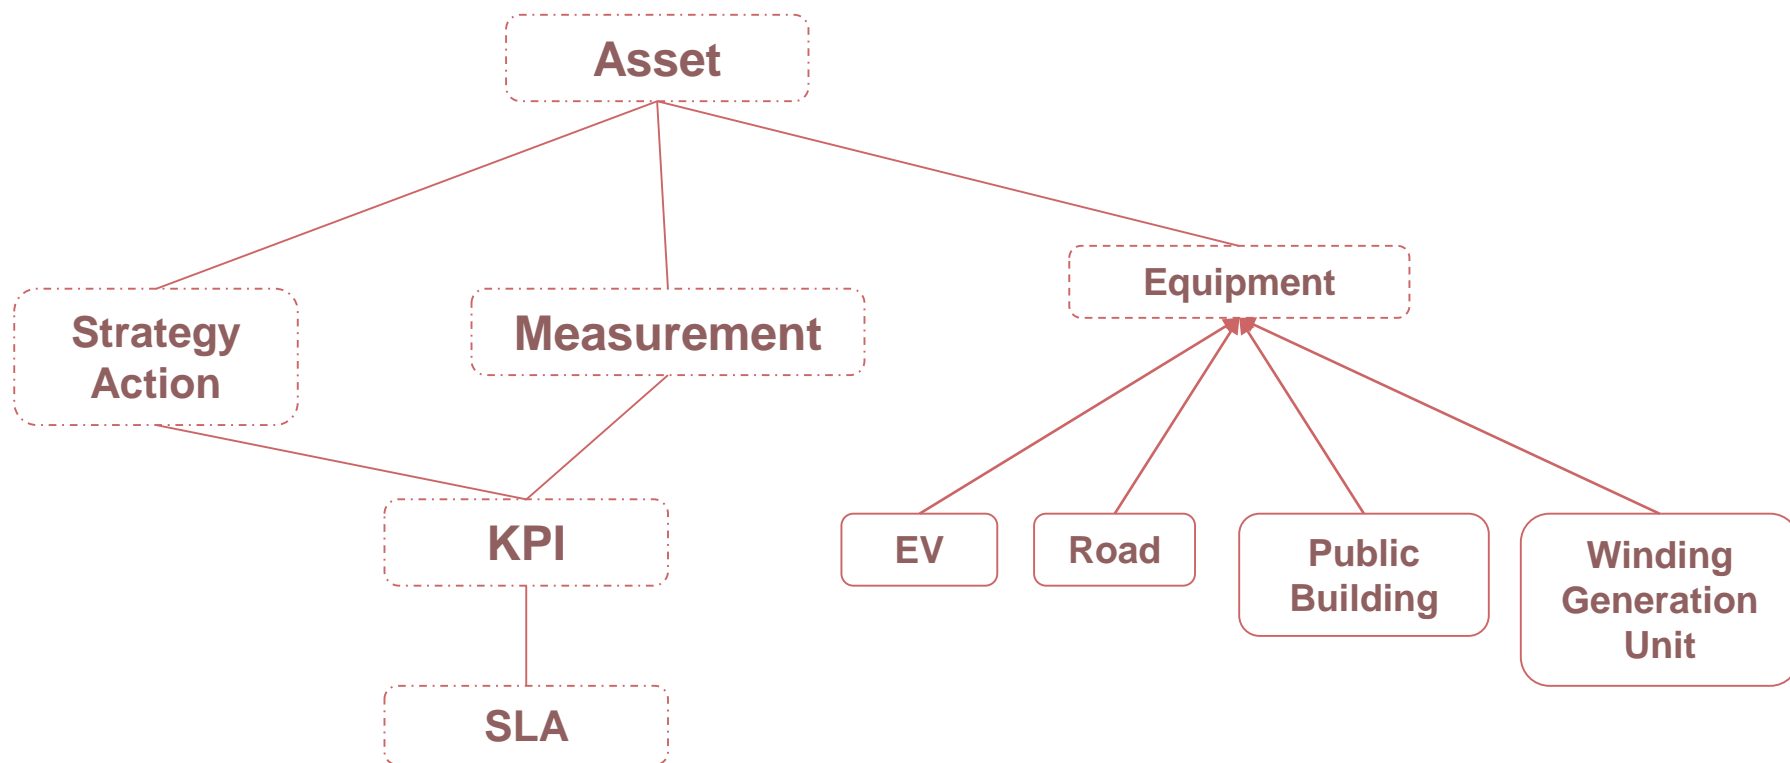 Asset
Strategy
Action
Measurement
Equipment
KPI
EV
Road
Public
Building
Winding
Generation
Unit
SLA